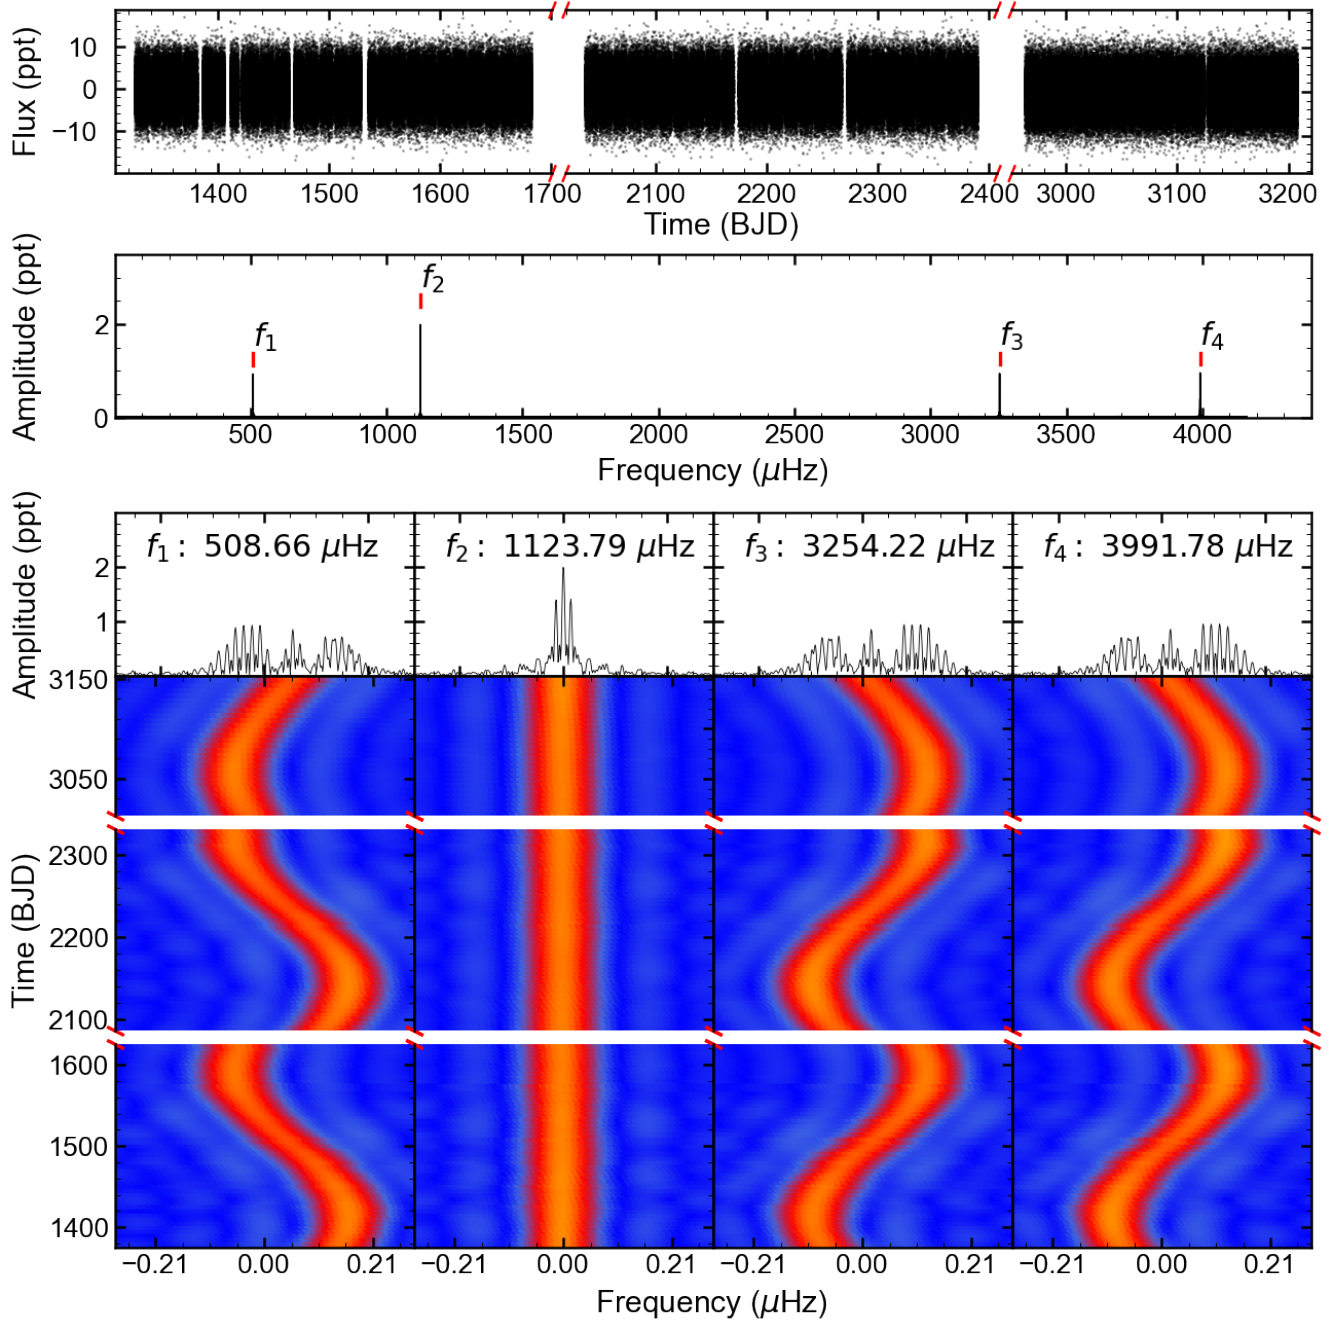 Flux (ppt)
10
0
−10
1400 1500 1600 1700 2100 2200 2300 2400 3000 3100 3200
Time (BJD)
Amplitude (ppt)
2
0
f1 f2 f3 f4
500 1000 1500 2000 2500 3000 3500 4000
Frequency (μHz)
Amplitude (ppt)
2
1
f1 : 508.66 μHz f2 : 1123.79 μHz f3 : 3254.22 μHz f4 : 3991.78 μHz
Time (BJD)
3150
3050
2300
2200
2100
1600
1500
1400
−0.21 0.00 0.21 −0.21 0.00 0.21 −0.21 0.00 0.21 −0.21 0.00 0.21
Frequency (μHz)